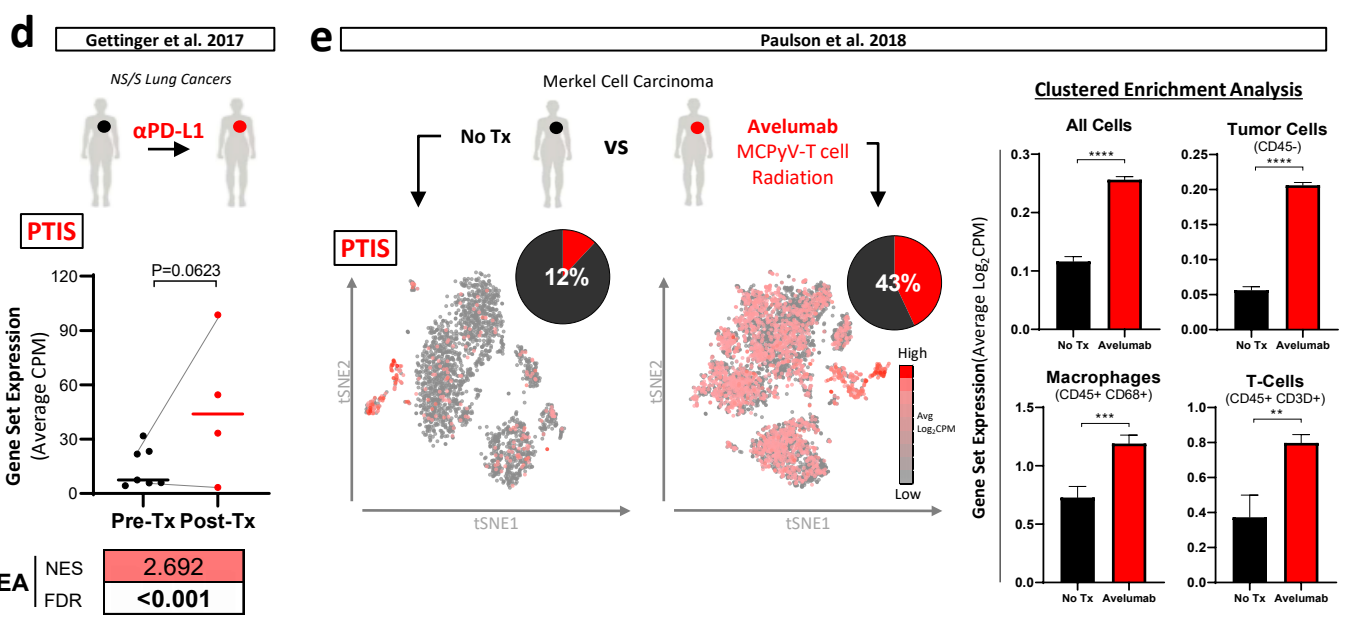 d
Gettinger et al. 2017
NS/S Lung Cancers
αPD-L1
PTIS
Gene Set Expression
(Average CPM)
120
90
60
30
0
P=0.0623
Pre-Tx Post-Tx
EA
NES 2.692
FDR <0.001
e
Paulson et al. 2018
Merkel Cell Carcinoma
No Tx
vs
Avelumab
MCPyV-T cell
Radiation
PTIS
12%
43%
tSNE2
tSNE1
tSNE2
tSNE1
High
Avg
Log₂CPM
Low
Clustered Enrichment Analysis
Gene Set Expression(Average Log₂CPM)
All Cells
****
0.3
0.2
0.1
0.0
No Tx Avelumab
Tumor Cells
(CD45-)
****
0.25
0.20
0.15
0.10
0.05
0.00
No Tx Avelumab
Macrophages
(CD45+ CD68+)
***
1.5
1.0
0.5
0.0
No Tx Avelumab
T-Cells
(CD45+ CD3D+)
**
1.0
0.8
0.6
0.4
0.2
0.0
No Tx Avelumab